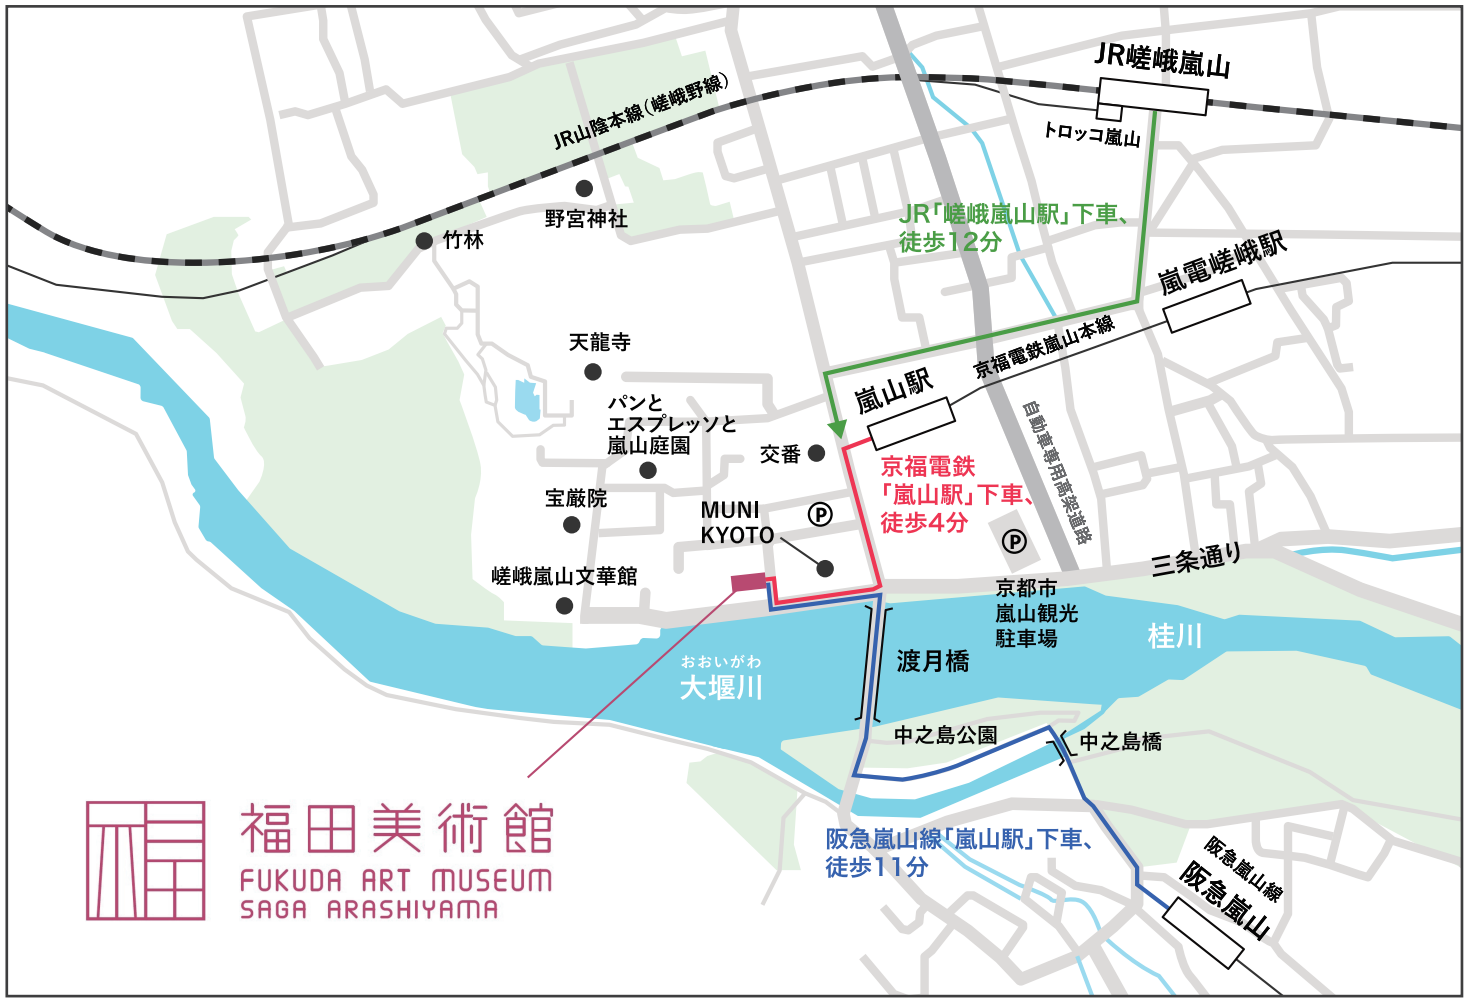 JR嵯峨嵐山
トロッコ嵐山
JR山陰本線（嵯峨野線）
野宮神社
竹林
JR「嵯峨嵐山駅」下車、
徒歩12分
嵐電嵯峨駅
京福電鉄嵐山本線
天龍寺
嵐山駅
パンと
エスプレッソと
嵐山庭園
自動車専用高架道路
交番
京福電鉄
「嵐山駅」下車、
徒歩4分
宝厳院
MUNI
KYOTO
P
P
三条通り
嵯峨嵐山文華館
京都市
嵐山観光
駐車場
桂川
渡月橋
おおいがわ
大堰川
中之島公園
中之島橋
福田美術館
FUKUDA ART MUSEUM
SAGA ARASHIYAMA
阪急嵐山線「嵐山駅」下車、
徒歩11分
阪急嵐山線
阪急嵐山